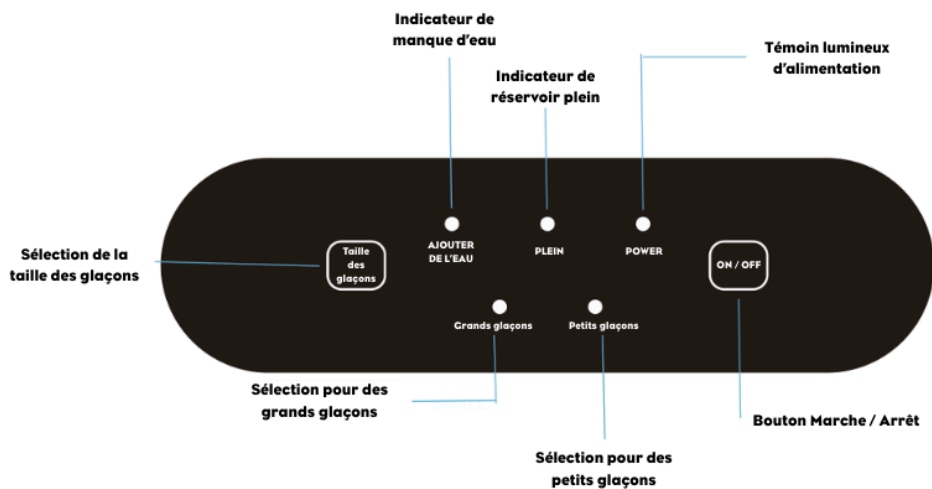 Indicateur de
manque d'eau
Indicateur de
réservoir plein
Témoin lumineux
d'alimentation
Sélection de la
taille des glaçons
Taille
des
glaçons
AJOUTER
DE L'EAU
PLEIN
POWER
ON / OFF
Grands glaçons
Petits glaçons
Sélection pour des
grands glaçons
Bouton Marche / Arrêt
Sélection pour des
petits glaçons